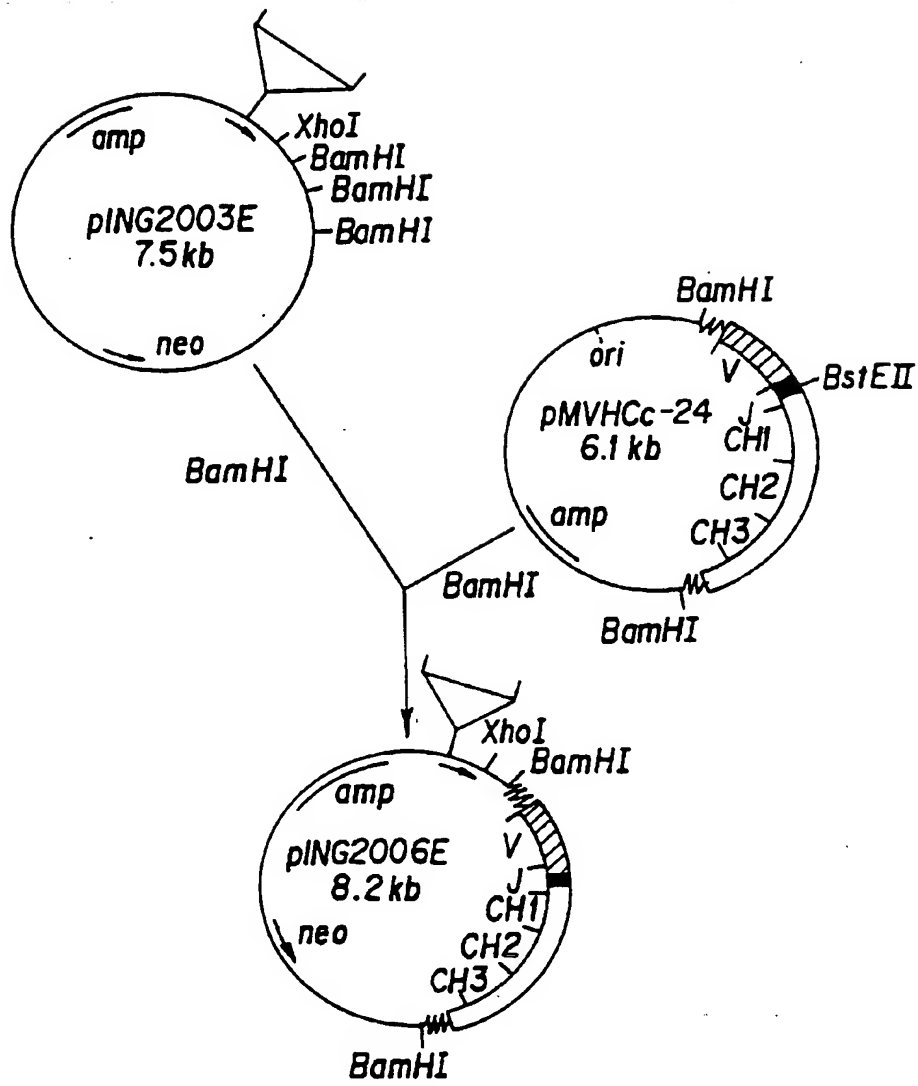 amp
XhoI
BamHI
BamHI
BamHI
pING2003E
7.5kb
neo
BamHI
BamHI
ori
V
BstEII
J
pMVHCc-24
6.1 kb
CH1
CH2
amp
CH3
BamHI
BamHI
XhoI
BamHI
amp
V
pING2006E
8.2 kb
J
CH1
neo
CH2
CH3
BamHI